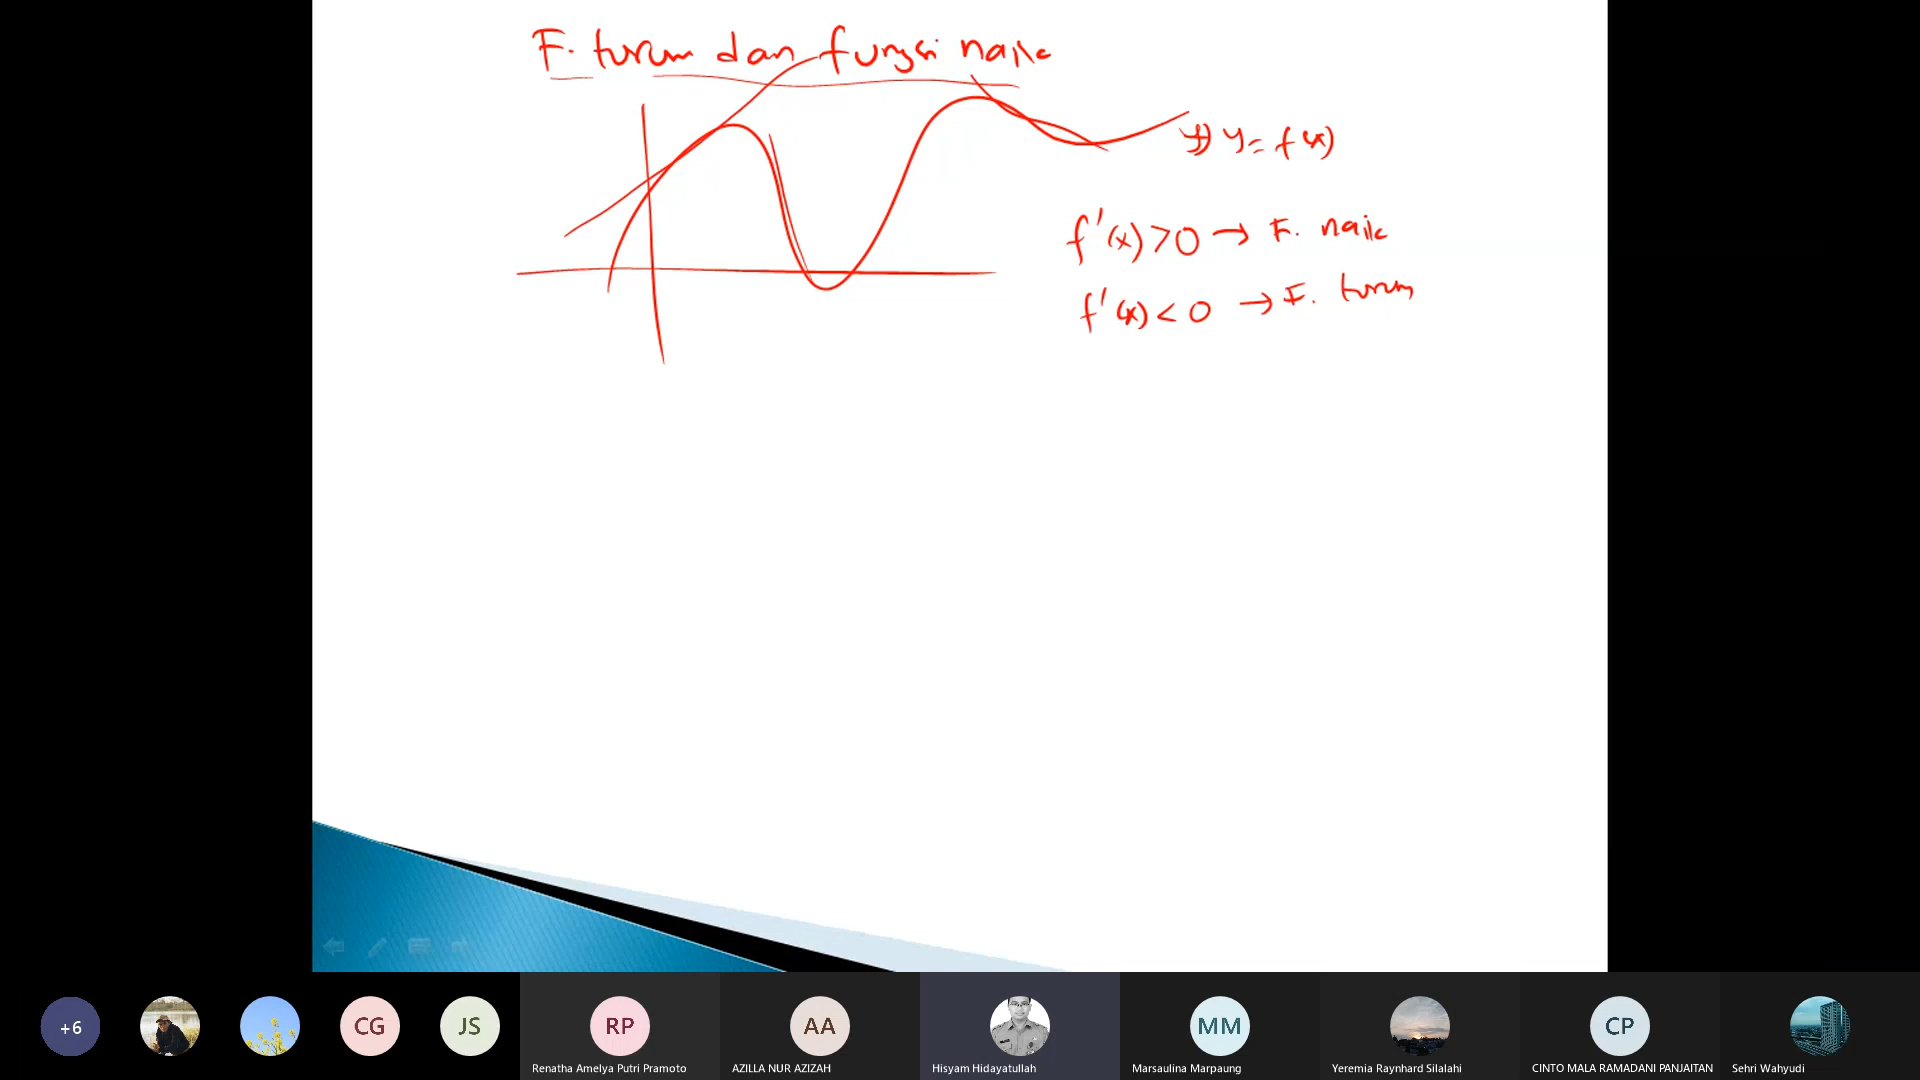 F. turun dan fungsi naik
y = f(x)
f'(x) > 0 → F. naik
f'(x) < 0 → F. turun
+6
CG
JS
RP
AA
MM
CP
Renatha Amelya Putri Pramoto
AZILLA NUR AZIZAH
Hisyam Hidayatullah
Marsaulina Marpaung
Yeremia Raynhard Silalahi
CINTO MALA RAMADANI PANJAITAN
Sehri Wahyudi